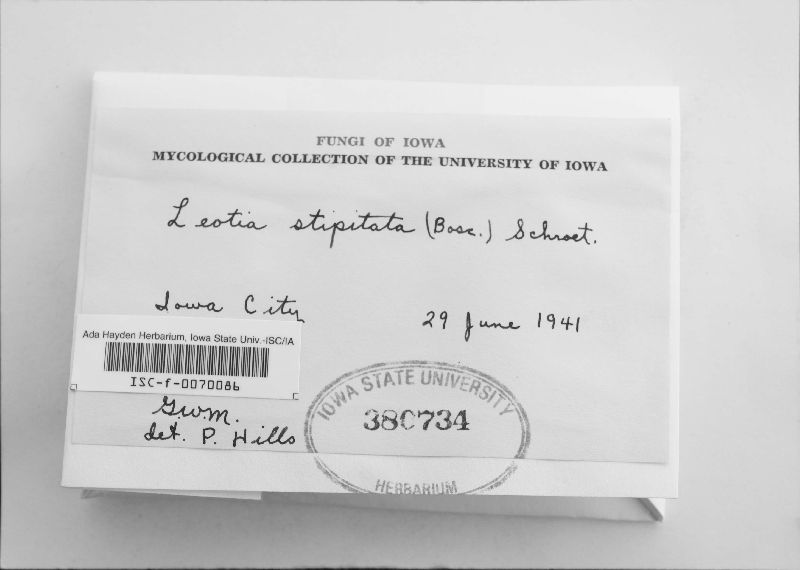 FUNGI OF IOWA
MYCOLOGICAL COLLECTION OF THE UNIVERSITY OF IOWA
Leotia stipitata (Bosc.) Schroet.
Iowa City
29 June 1941
Ada Hayden Herbarium, Iowa State Univ.-ISC/IA
ISC-f-0070086
G.W.M.
det. P. Hills
IOWA STATE UNIVERSITY
380734
HERBARIUM